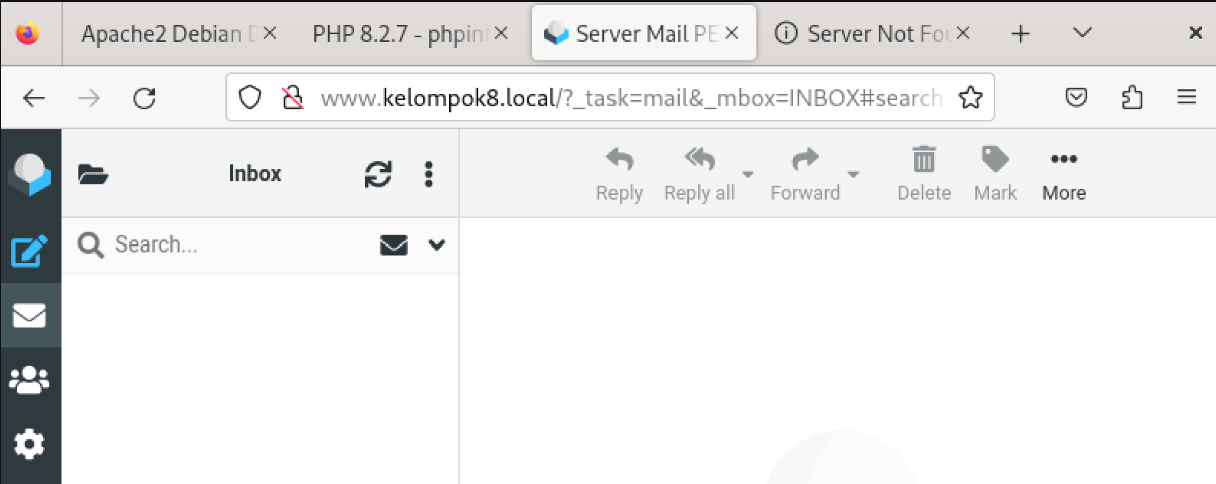 Apache2 Debian D PHP 8.2.7 - phpinf Server Mail PE Server Not Fou
www.kelompok8.local/?_task=mail&_mbox=INBOX#search
Inbox
Reply Reply all Forward Delete Mark More
Search...